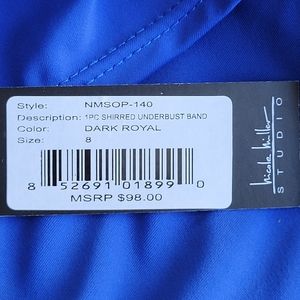 Style: NMSOP-140
Description: 1PC SHIRRED UNDERBUST BAND
Color: DARK ROYAL
Size: 8
8 52691 01899 0
MSRP $98.00
Nicole Miller
STUDIO